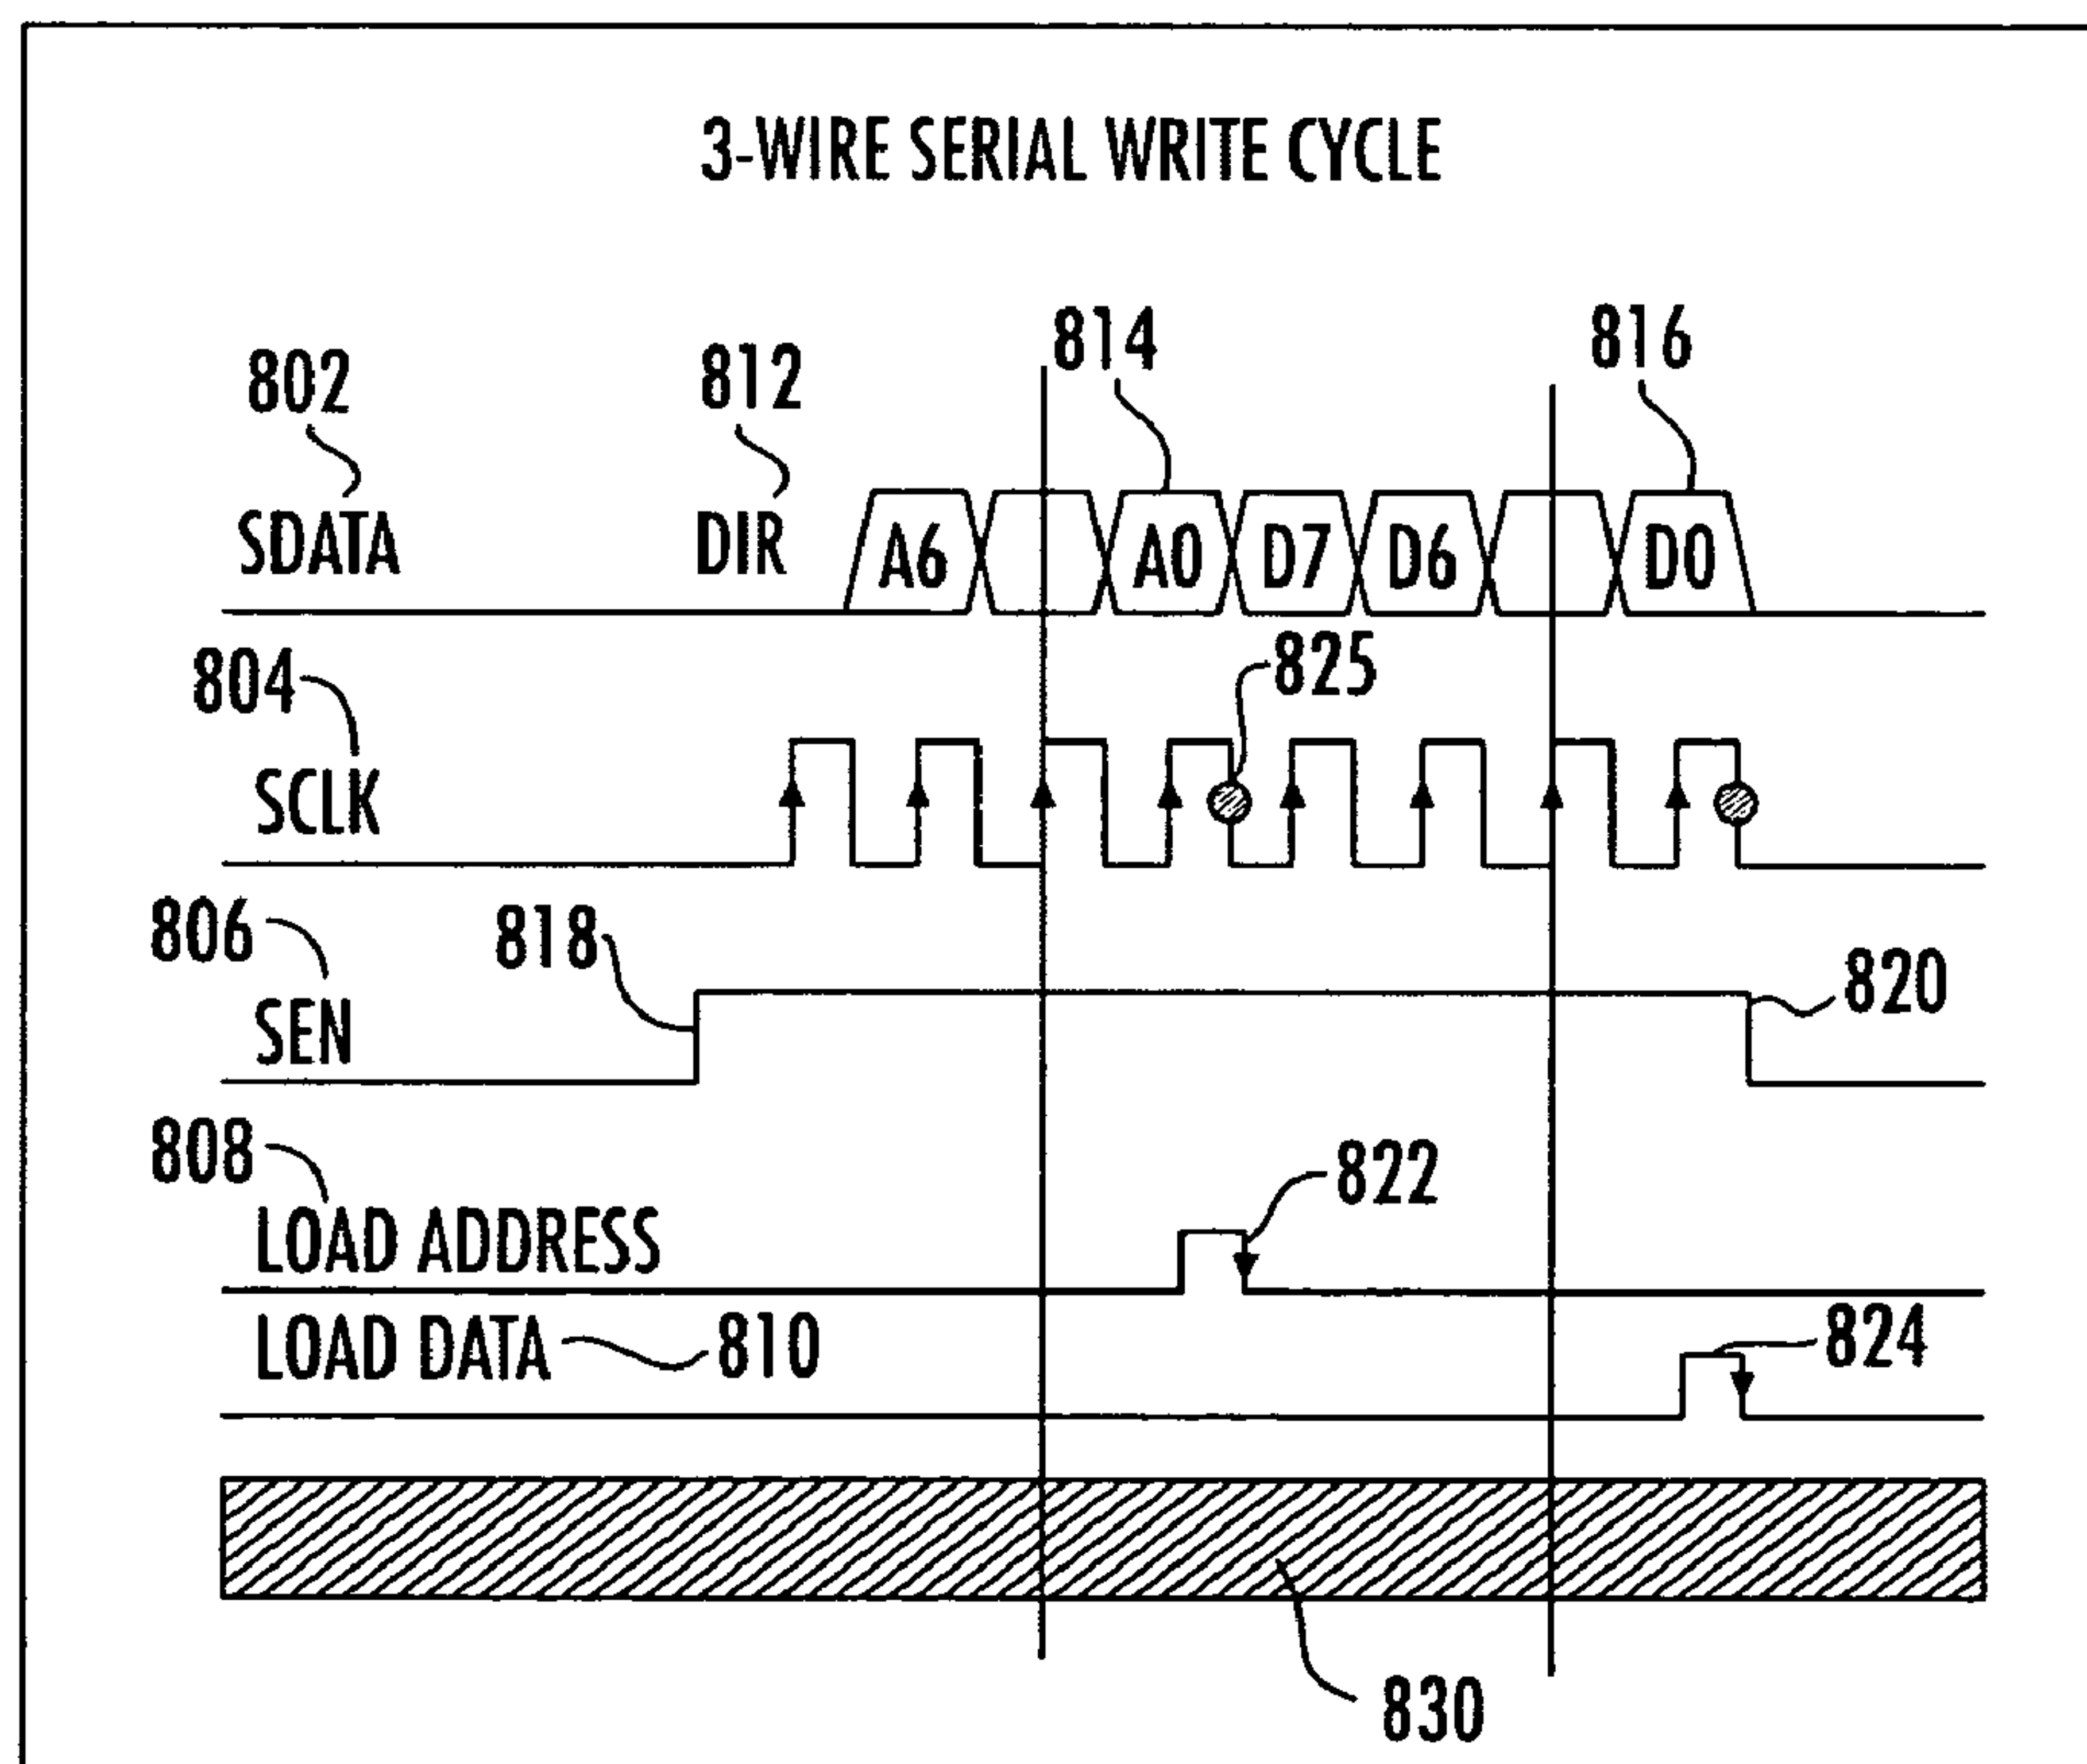 3-WIRE SERIAL WRITE CYCLE
802 812 814 816
SDATA DIR A6 A0 D7 D6 D0
825
804
SCLK
806 818 820
SEN
808 822
LOAD ADDRESS
LOAD DATA 810 824
830